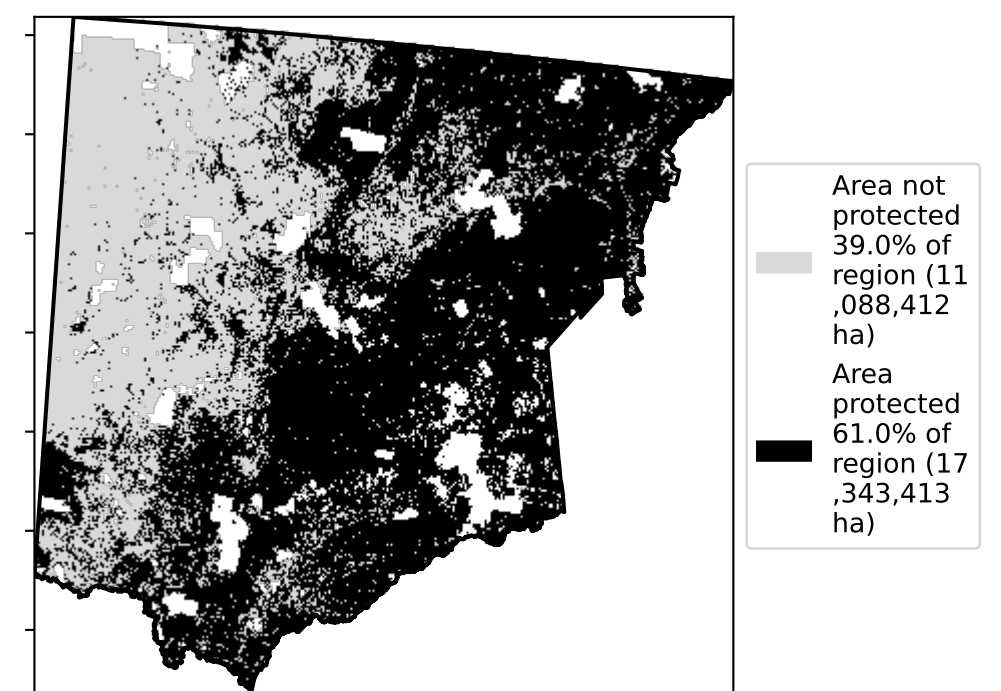 Area not
protected
39.0% of
region (11
,088,412
ha)
Area
protected
61.0% of
region (17
,343,413
ha)